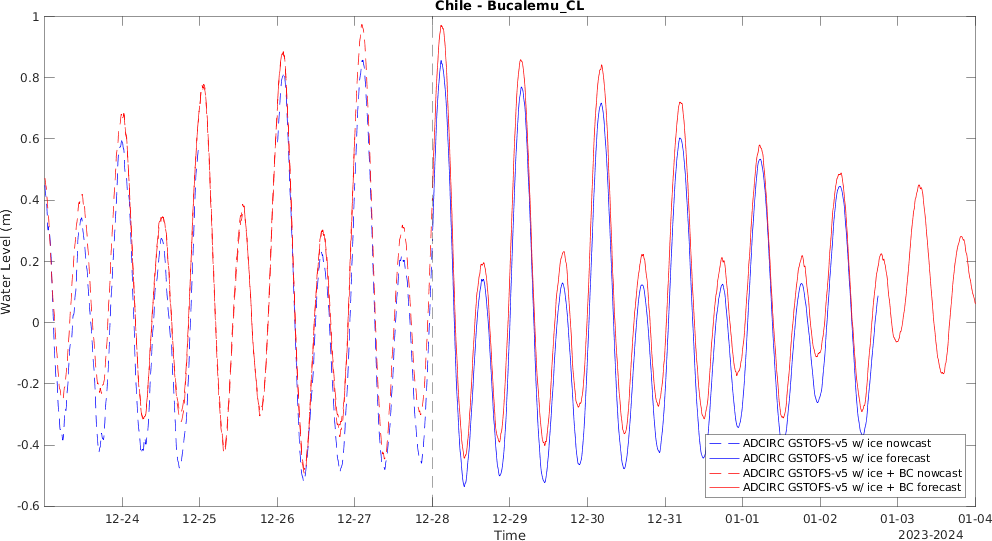 Chile - Bucalemu_CL
Water Level (m)
1
0.8
0.6
0.4
0.2
0
-0.2
-0.4
-0.6
ADCIRC GSTOFS-v5 w/ ice nowcast
ADCIRC GSTOFS-v5 w/ ice forecast
ADCIRC GSTOFS-v5 w/ ice + BC nowcast
ADCIRC GSTOFS-v5 w/ ice + BC forecast
12-24 12-25 12-26 12-27 12-28 12-29 12-30 12-31 01-01 01-02 01-03 01-04
Time
2023-2024